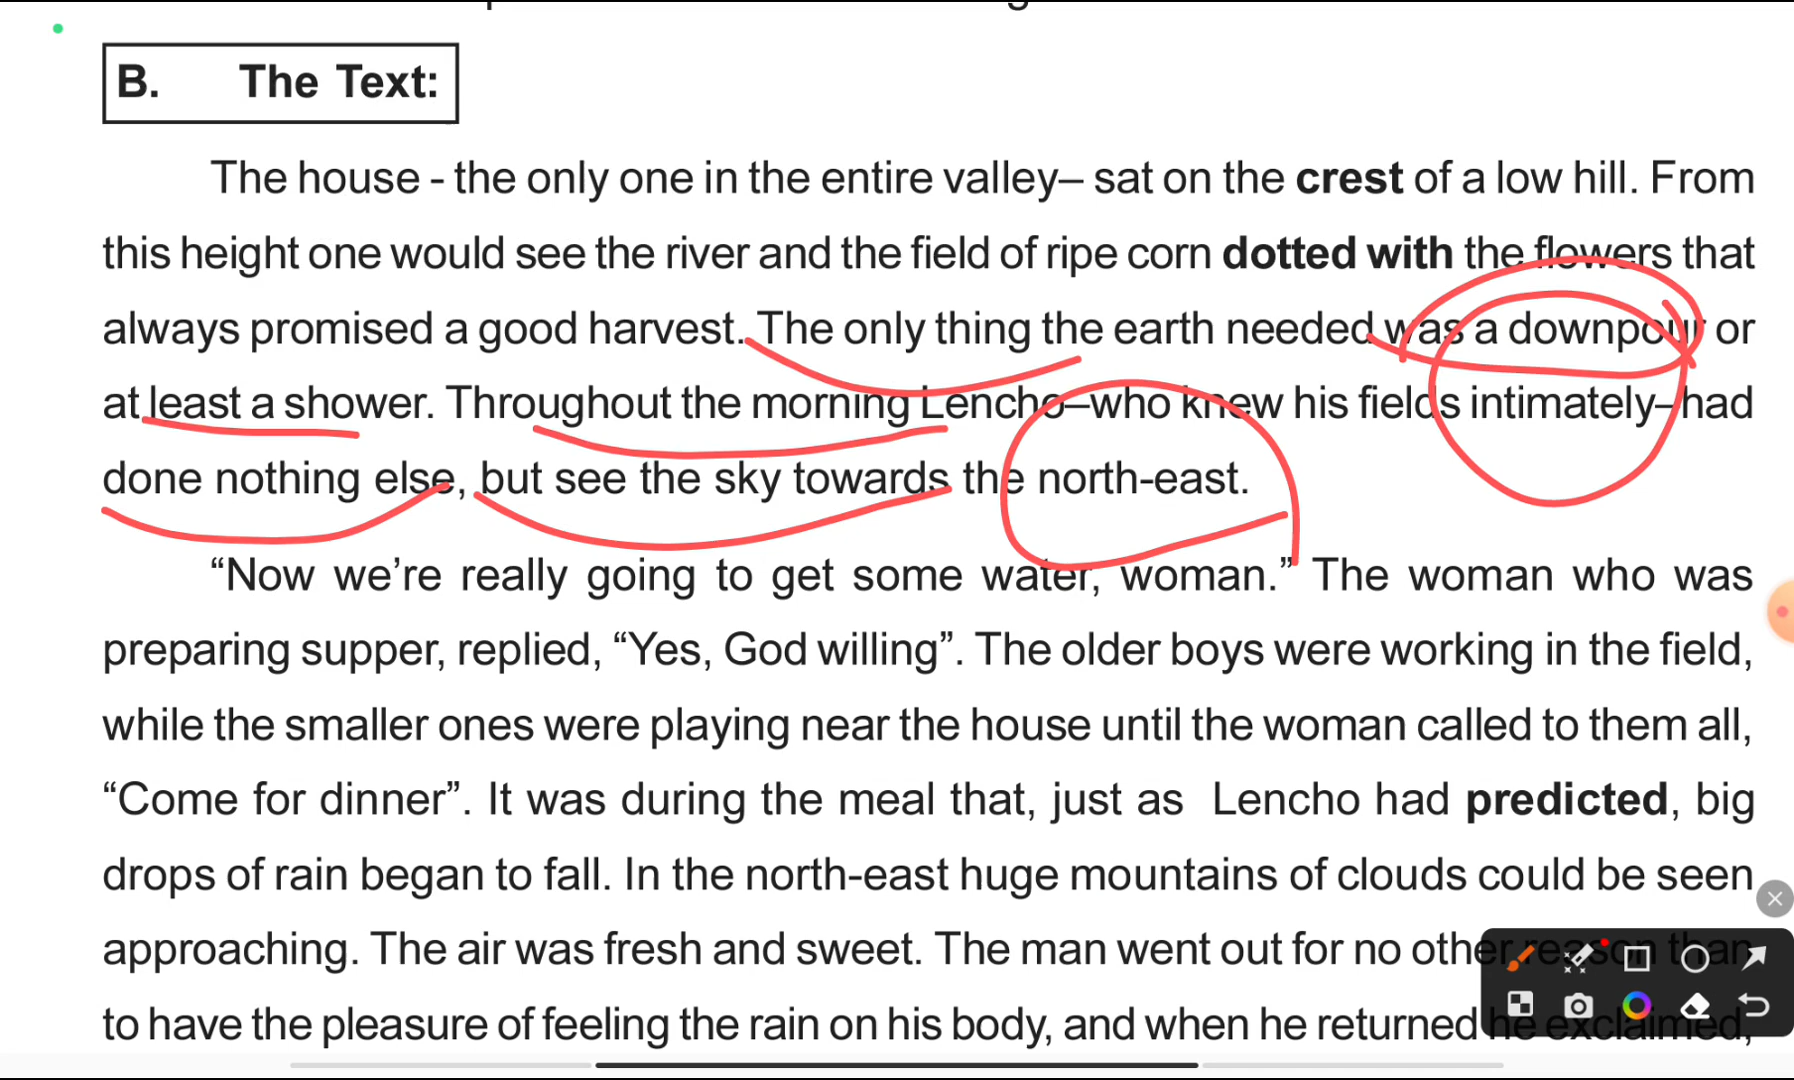 B. The Text:
The house - the only one in the entire valley– sat on the crest of a low hill. From
this height one would see the river and the field of ripe corn dotted with the flowers that
always promised a good harvest. The only thing the earth needed was a downpour or
at least a shower. Throughout the morning Lencho–who knew his fields intimately–had
done nothing else, but see the sky towards the north-east.
“Now we’re really going to get some water, woman.” The woman who was
preparing supper, replied, “Yes, God willing”. The older boys were working in the field,
while the smaller ones were playing near the house until the woman called to them all,
“Come for dinner”. It was during the meal that, just as Lencho had predicted, big
drops of rain began to fall. In the north-east huge mountains of clouds could be seen
approaching. The air was fresh and sweet. The man went out for no other reason than
to have the pleasure of feeling the rain on his body, and when he returned he exclaimed,